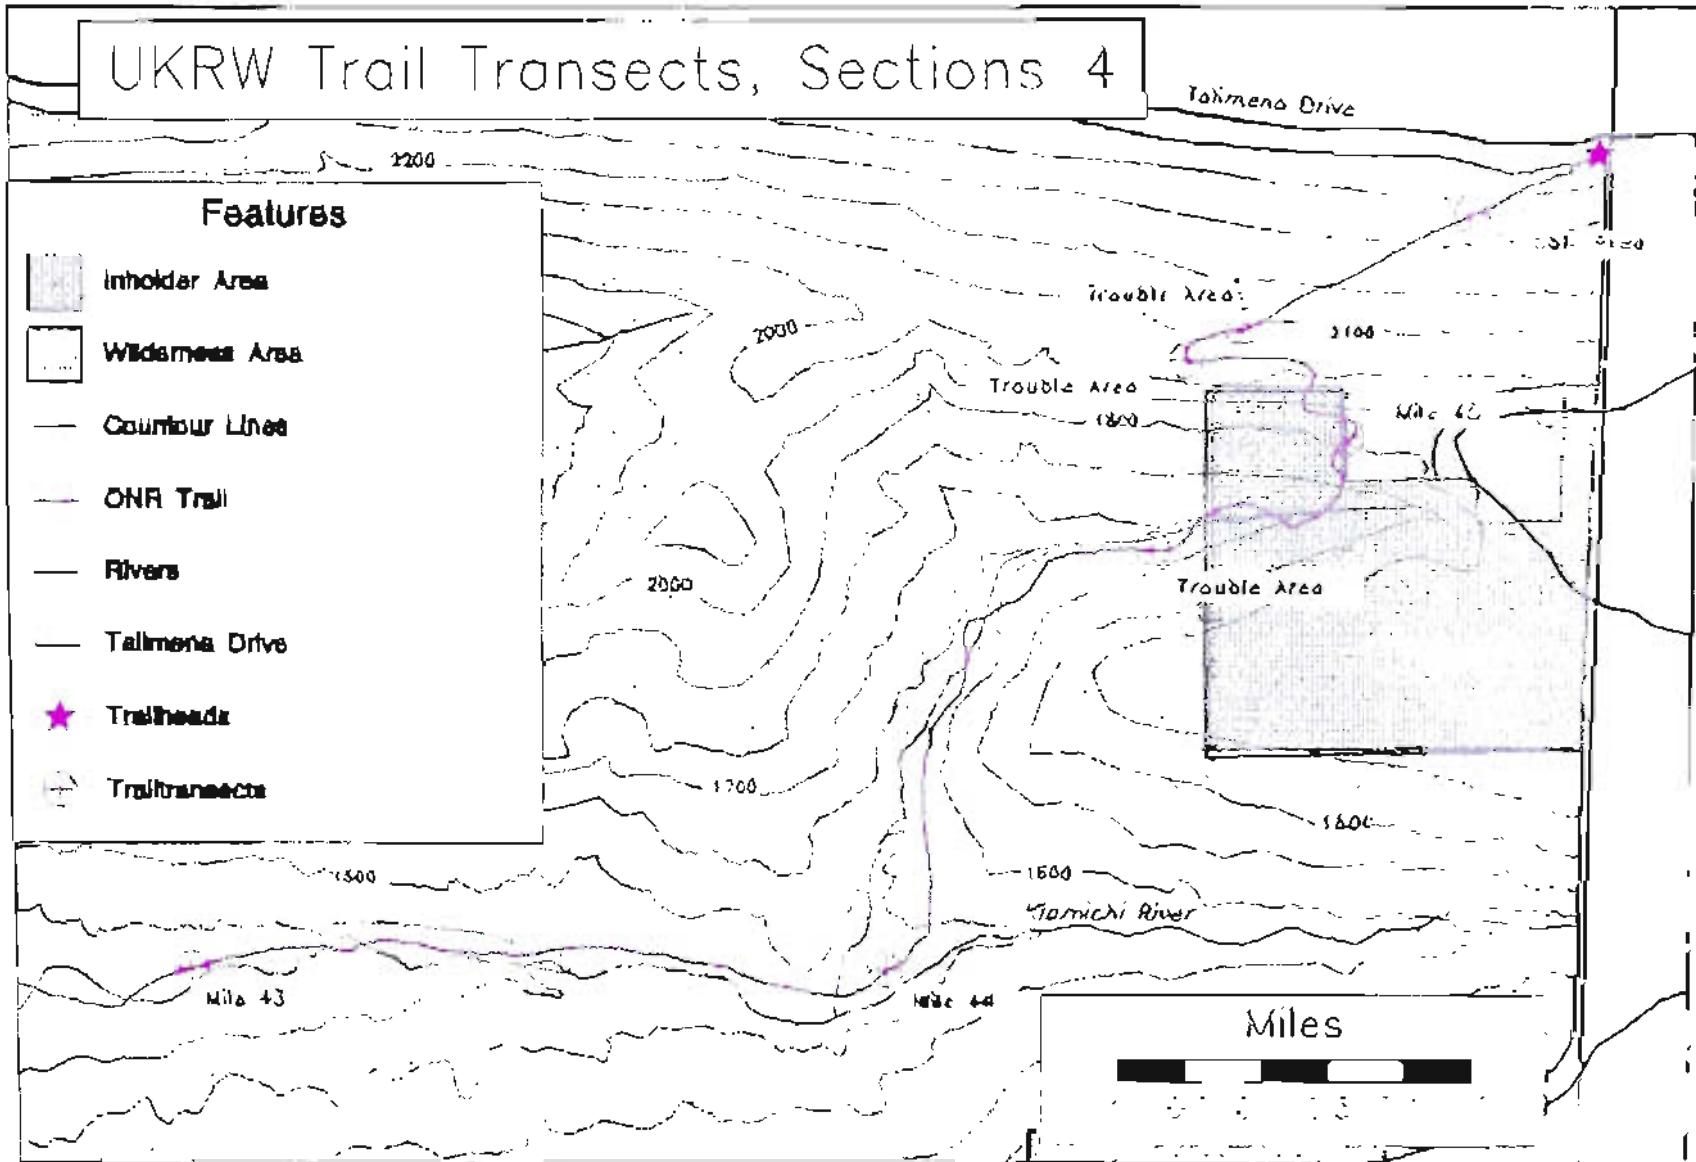 UKRW Trail Transects, Sections 4
Talimena Drive
2200
Features
Inholder Area
Wilderness Area
Countour Lines
ONR Trail
Rivers
Talimena Drive
Trailheads
Trailtransects
Trouble Area
2000
2100
Trouble Area
1800
Mile
2000
Trouble Area
1700
1600
1500
1600
Kiamichi River
Mile 43
Mile 44
Miles